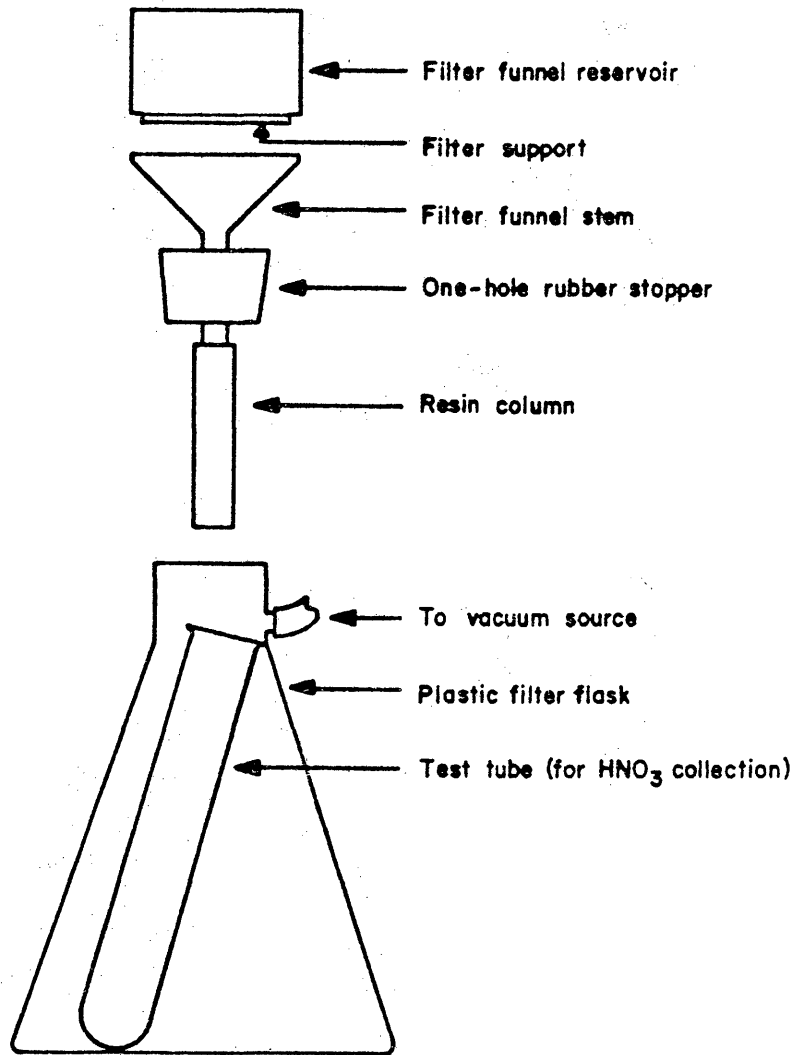 Filter funnel reservoir
Filter support
Filter funnel stem
One-hole rubber stopper
Resin column
To vacuum source
Plastic filter flask
Test tube (for HNO3 collection)